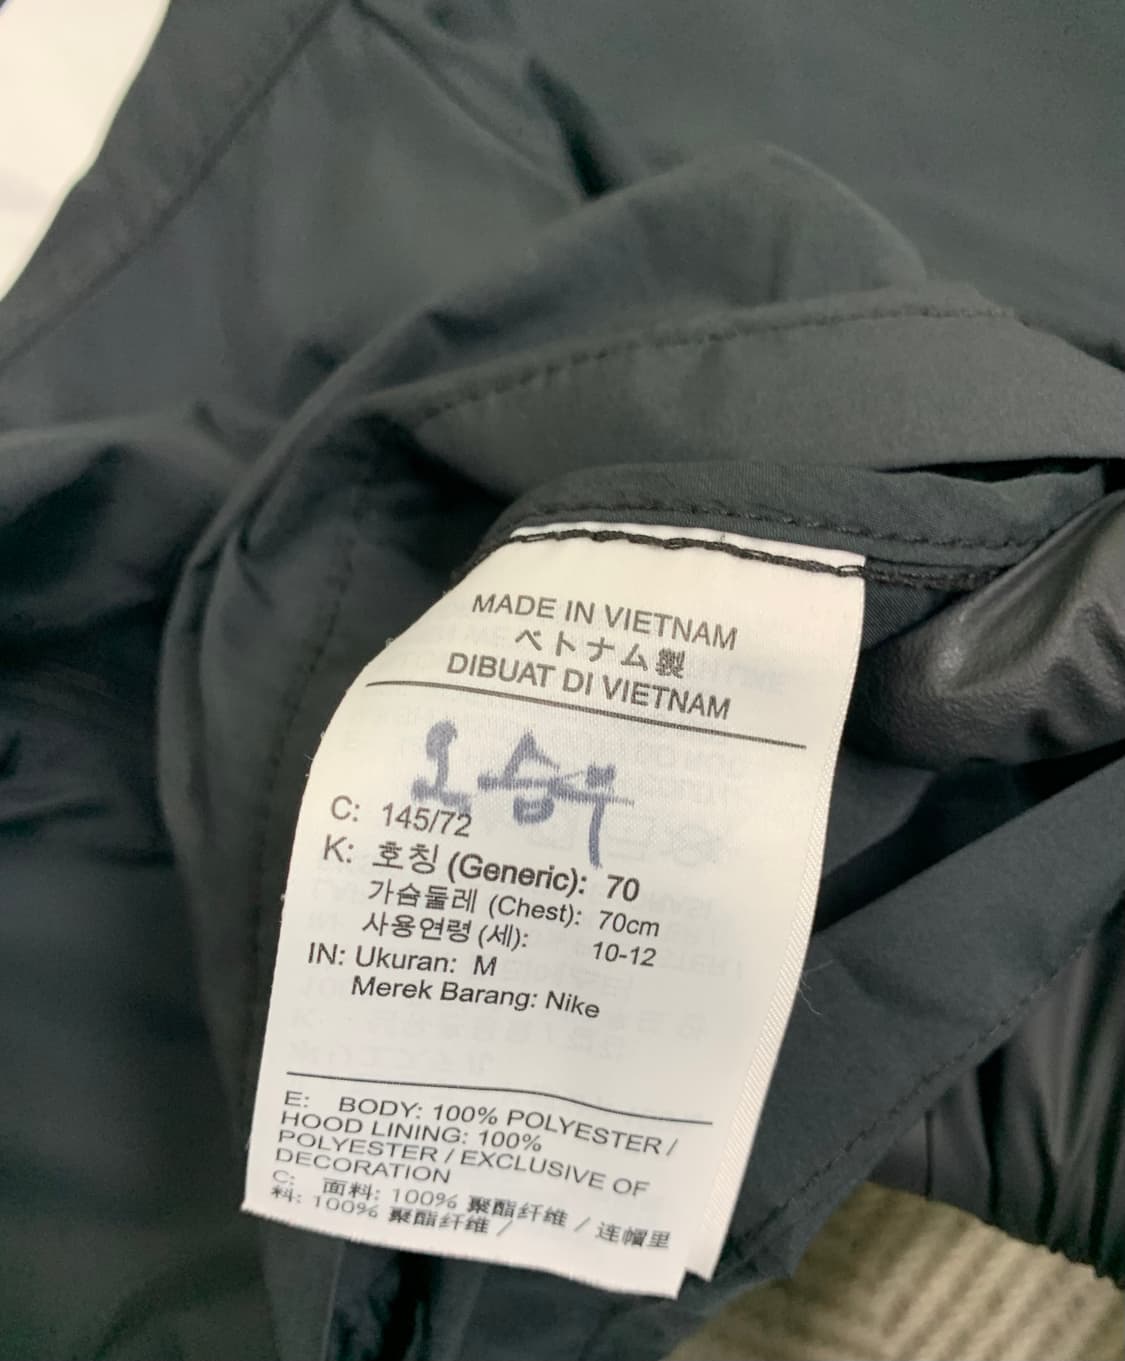 MADE IN VIETNAM
ベトナム製
DIBUAT DI VIETNAM
C: 145/72
K: 호칭 (Generic): 70
가슴둘레 (Chest): 70cm
사용연령 (세): 10-12
IN: Ukuran: M
Merek Barang: Nike
E: BODY: 100% POLYESTER /
HOOD LINING: 100%
POLYESTER / EXCLUSIVE OF
DECORATION
C: 面料: 100% 聚酯纤维 / 连帽里
料: 100% 聚酯纤维 /